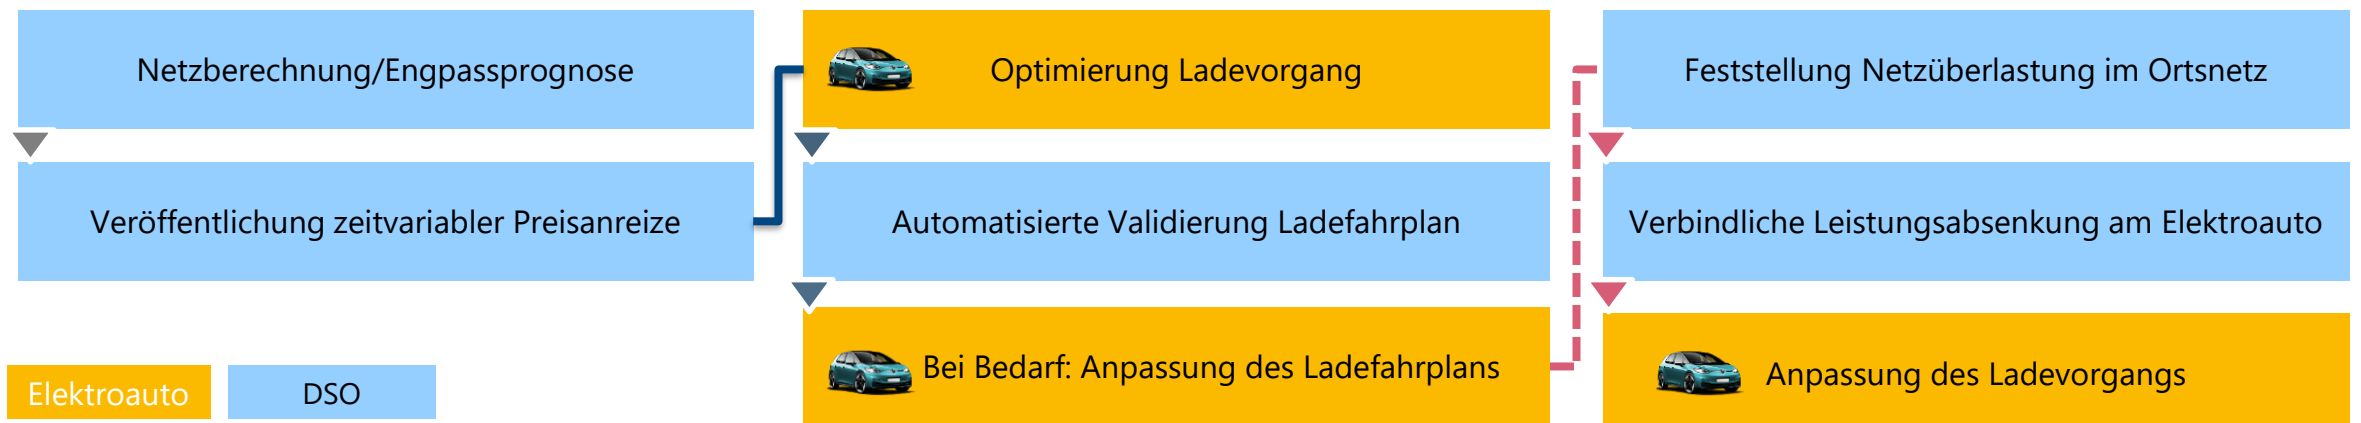 Netzberechnung/Engpassprognose
Veröffentlichung zeitvariabler Preisanreize
Optimierung Ladevorgang
Automatisierte Validierung Ladefahrplan
Bei Bedarf: Anpassung des Ladefahrplans
Feststellung Netzüberlastung im Ortsnetz
Verbindliche Leistungsabsenkung am Elektroauto
Anpassung des Ladevorgangs
Elektroauto
DSO